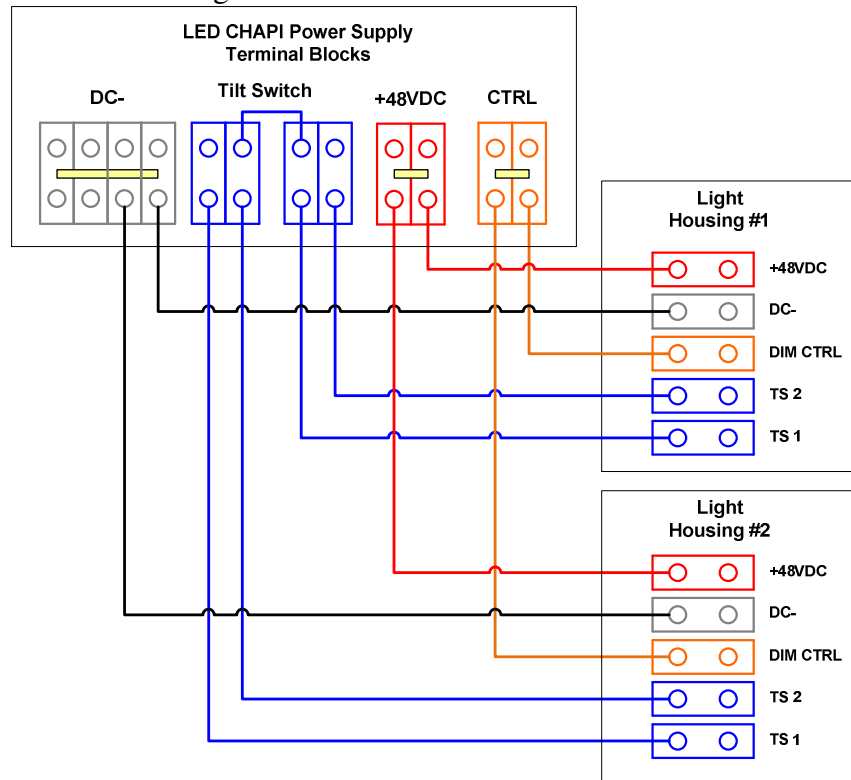 LED CHAPI Power Supply
Terminal Blocks
DC-
Tilt Switch
+48VDC
CTRL
Light
Housing #1
+48VDC
DC-
DIM CTRL
TS 2
TS 1
Light
Housing #2
+48VDC
DC-
DIM CTRL
TS 2
TS 1